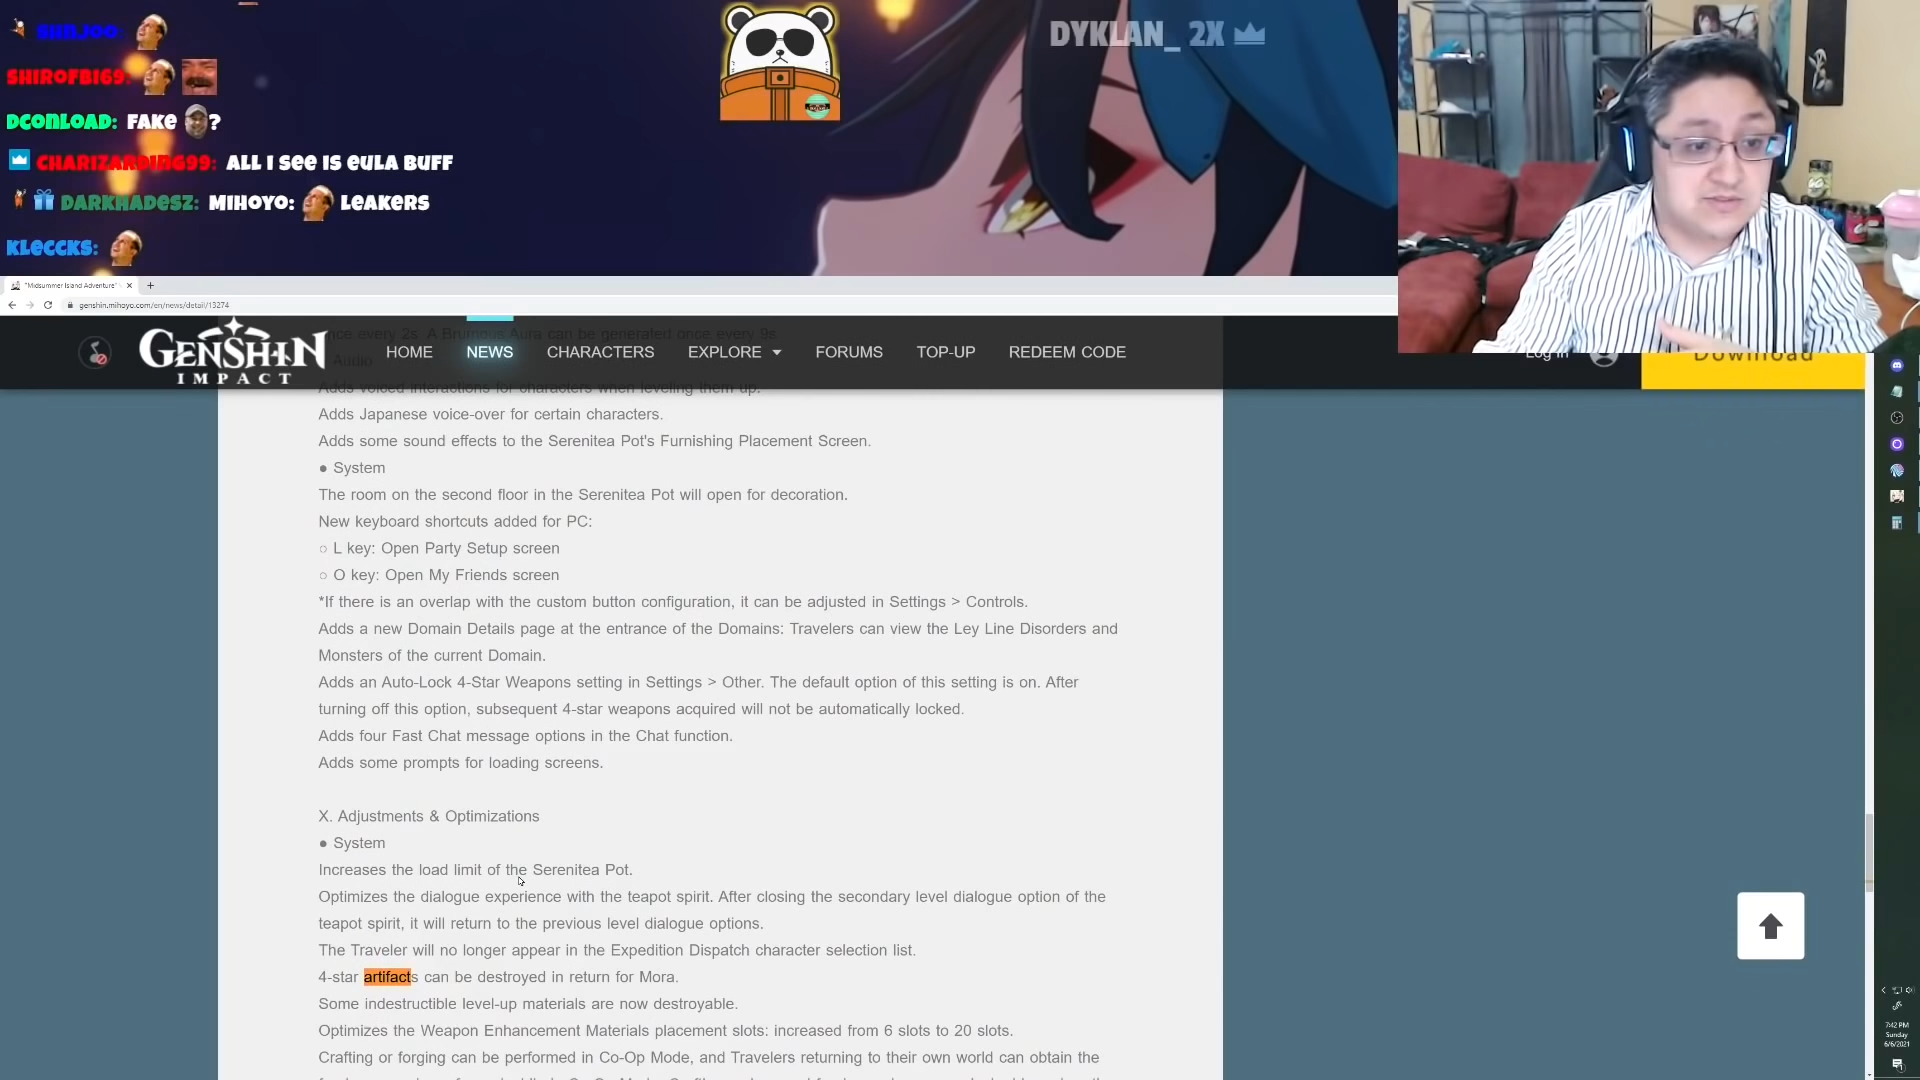 SHNJOO:
SHIROFBI69:
DCONLOAD: FAKE ?
CHARIZARDING99: ALL I SEE IS EULA BUFF
DARKHADESZ: MIHOYO: LEAKERS
KLECCKS:
DYKLAN_ 2X
"Midsummer Island Adventure"
genshin.mihoyo.com/en/news/detail/13274
GENSHIN
IMPACT
HOME
NEWS
CHARACTERS
EXPLORE
FORUMS
TOP-UP
REDEEM CODE
Log In
Download
once every 2s. A Brumous Aura can be generated once every 9s.
● Audio
Adds voiced interactions for characters when leveling them up.
Adds Japanese voice-over for certain characters.
Adds some sound effects to the Serenitea Pot's Furnishing Placement Screen.
● System
The room on the second floor in the Serenitea Pot will open for decoration.
New keyboard shortcuts added for PC:
○ L key: Open Party Setup screen
○ O key: Open My Friends screen
*If there is an overlap with the custom button configuration, it can be adjusted in Settings > Controls.
Adds a new Domain Details page at the entrance of the Domains: Travelers can view the Ley Line Disorders and
Monsters of the current Domain.
Adds an Auto-Lock 4-Star Weapons setting in Settings > Other. The default option of this setting is on. After
turning off this option, subsequent 4-star weapons acquired will not be automatically locked.
Adds four Fast Chat message options in the Chat function.
Adds some prompts for loading screens.
X. Adjustments & Optimizations
● System
Increases the load limit of the Serenitea Pot.
Optimizes the dialogue experience with the teapot spirit. After closing the secondary level dialogue option of the
teapot spirit, it will return to the previous level dialogue options.
The Traveler will no longer appear in the Expedition Dispatch character selection list.
4-star artifacts can be destroyed in return for Mora.
Some indestructible level-up materials are now destroyable.
Optimizes the Weapon Enhancement Materials placement slots: increased from 6 slots to 20 slots.
Crafting or forging can be performed in Co-Op Mode, and Travelers returning to their own world can obtain the
7:42 PM
Sunday
6/6/2021